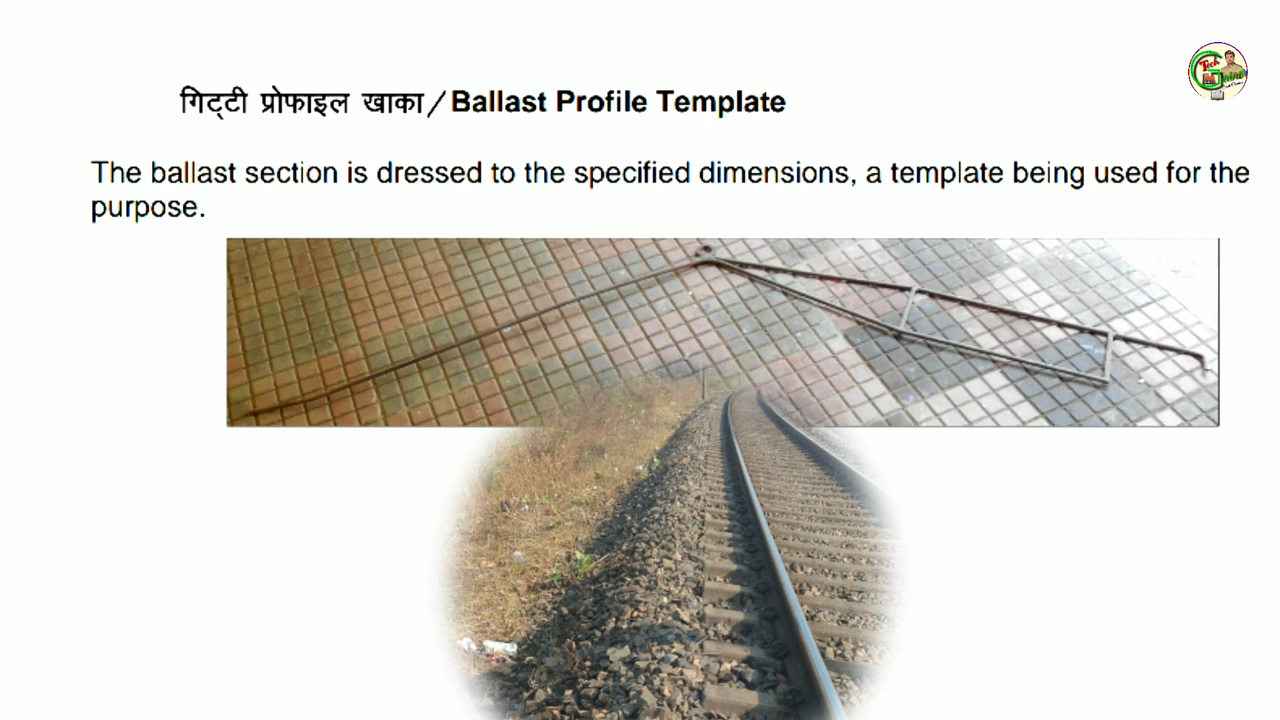 गिट्टी प्रोफाइल खाका/Ballast Profile Template
The ballast section is dressed to the specified dimensions, a template being used for the
purpose.
Tech